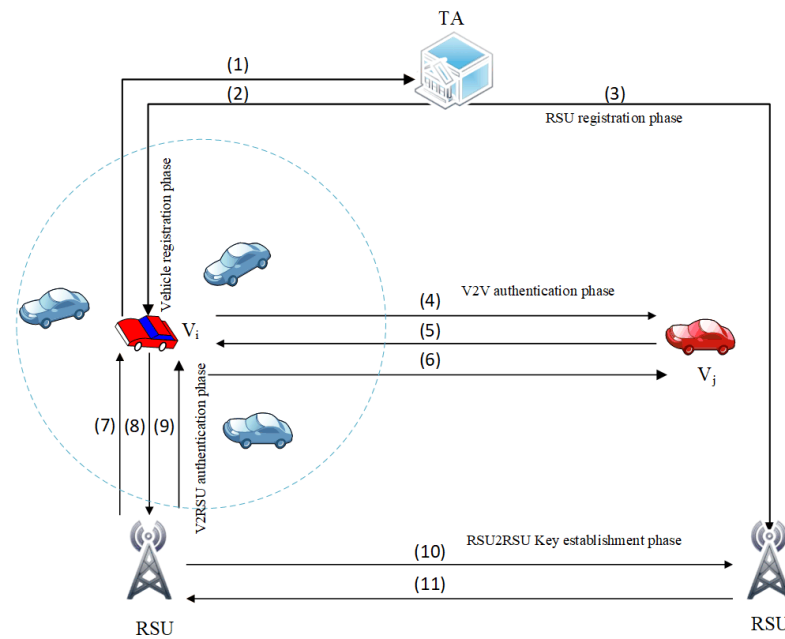 TA
(1)
(2)
(3)
RSU registration phase
Vehicle registration phase
(4)
V2V authentication phase
Vi
(5)
(6)
Vj
(7)
(8)
(9)
V2RSU authentication phase
(10)
RSU2RSU Key establishment phase
(11)
RSU
RSU